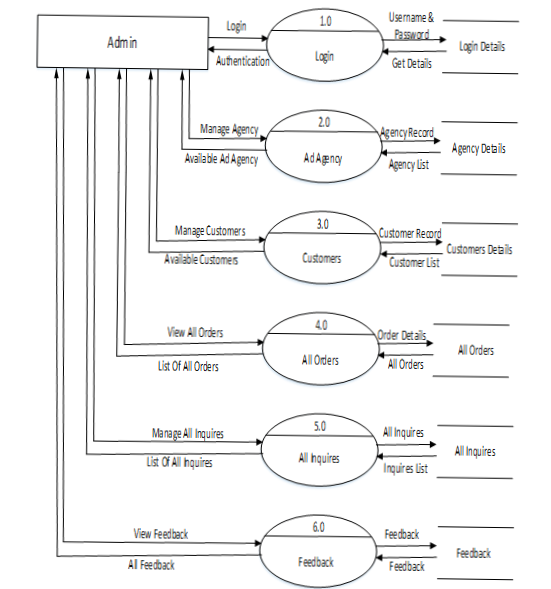 Admin
Login
Authentication
1.0
Login
Username &
Password
Get Details
Login Details
Manage Agency
Available Ad Agency
2.0
Ad Agency
Agency Record
Agency List
Agency Details
Manage Customers
Available Customers
3.0
Customers
Customer Record
Customer List
Customers Details
View All Orders
List Of All Orders
4.0
All Orders
Order Details
All Orders
All Orders
Manage All Inquires
List Of All Inquires
5.0
All Inquires
All Inquires
Inquires List
All Inquires
View Feedback
All Feedback
6.0
Feedback
Feedback
Feedback
Feedback